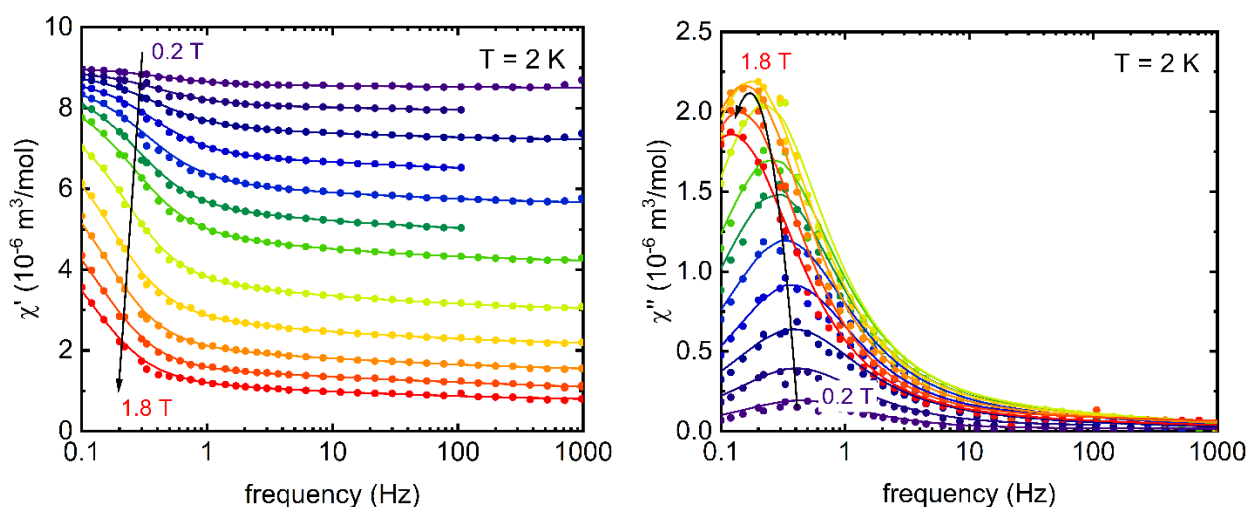 10
8
6
4
2
0
χ' (10⁻⁶ m³/mol)
0.2 T
T = 2 K
1.8 T
0.1 1 10 100 1000
frequency (Hz)
2.5
2.0
1.5
1.0
0.5
0.0
χ'' (10⁻⁶ m³/mol)
1.8 T
T = 2 K
0.2 T
0.1 1 10 100 1000
frequency (Hz)